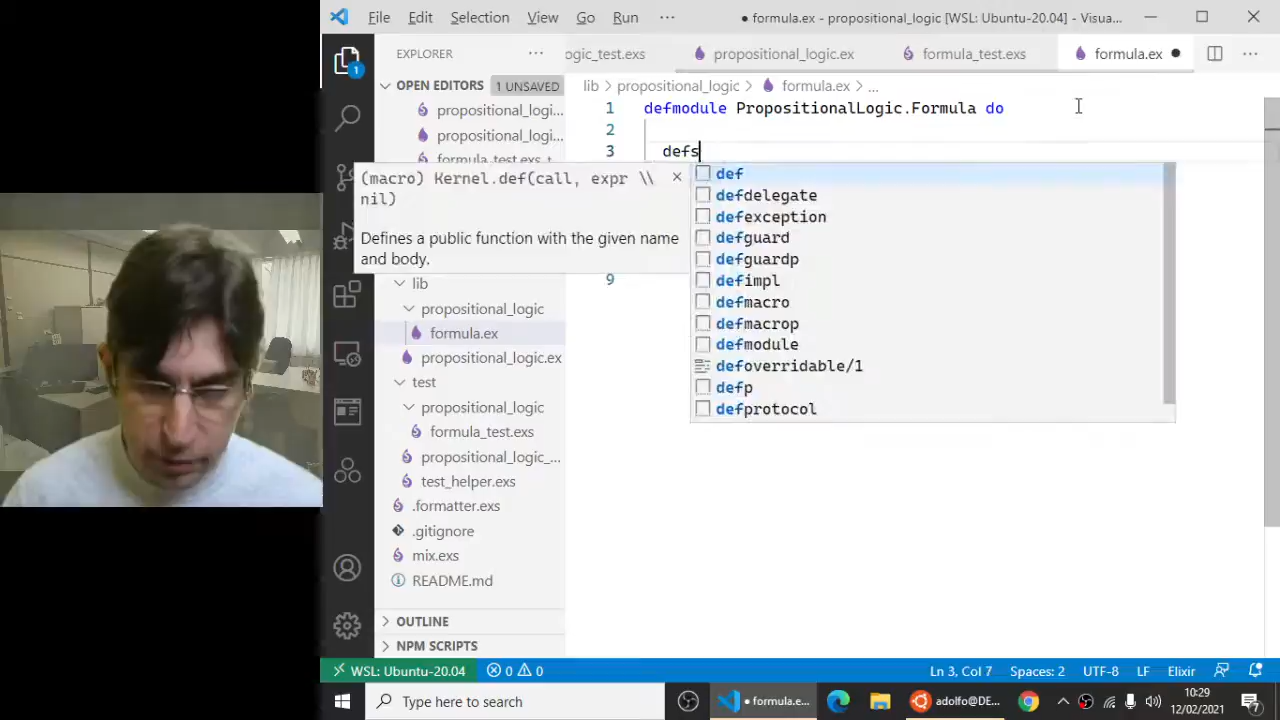 File Edit Selection View Go Run ··· ● formula.ex - propositional_logic [WSL: Ubuntu-20.04] - Visua...
EXPLORER ···
ogic_test.exs propositional_logic.ex formula_test.exs formula.ex ● ···
OPEN EDITORS 1 UNSAVED
lib > propositional_logic > formula.ex > ...
propositional_logi...
propositional_logi...
formula_test.exs t...
1 defmodule PropositionalLogic.Formula do
2
3 defs
9
(macro) Kernel.def(call, expr \\
nil)
Defines a public function with the given name
and body.
def
defdelegate
defexception
defguard
defguardp
defimpl
defmacro
defmacrop
defmodule
defoverridable/1
defp
defprotocol
1
lib
propositional_logic
formula.ex
propositional_logic.ex
test
propositional_logic
formula_test.exs
propositional_logic_...
test_helper.exs
.formatter.exs
.gitignore
mix.exs
README.md
OUTLINE
NPM SCRIPTS
WSL: Ubuntu-20.04 0 0 Ln 3, Col 7 Spaces: 2 UTF-8 LF Elixir
Type here to search ● formula.e... adolfo@DE... 10:29
12/02/2021 7